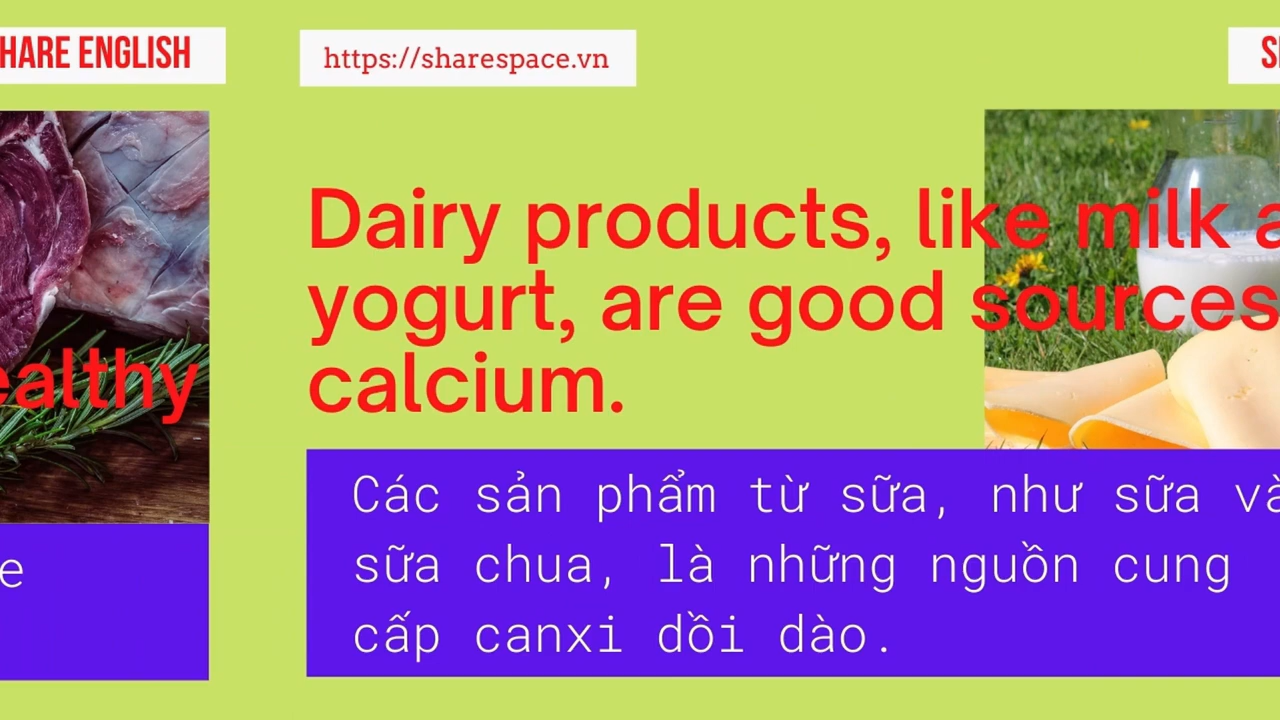 HARE ENGLISH
ealthy
e
https://sharespace.vn
Dairy products, like milk a
yogurt, are good sources
calcium.
Các sản phẩm từ sữa, như sữa và
sữa chua, là những nguồn cung
cấp canxi dồi dào.